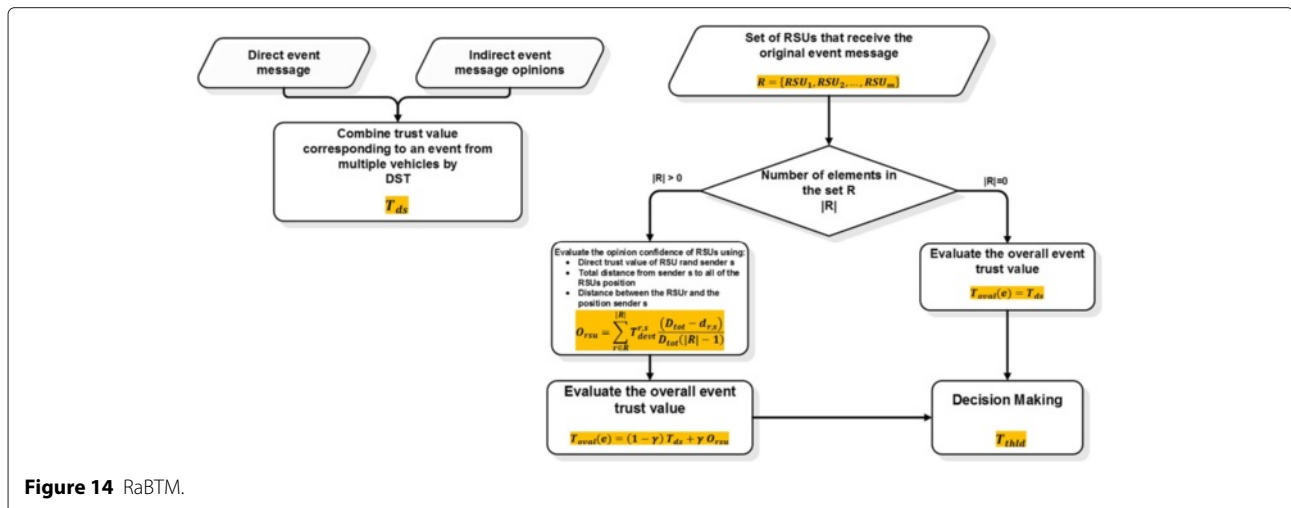 Direct event
message
Indirect event
message opinions
Combine trust value
corresponding to an event from
multiple vehicles by
DST
T_ds
Set of RSUs that receive the
original event message
R = {RSU_1, RSU_2, ..., RSU_m}
Number of elements in
the set R
|R|
|R| > 0
|R|=0
Evaluate the opinion confidence of RSUs using:
• Direct trust value of RSU rand sender s
• Total distance from sender s to all of the
RSUs position
• Distance between the RSUr and the
position sender s
O_rsu = ∑_{r∈R}^{|R|} T_devt^{r,s} (D_tot − d_{r,s}) / D_tot(|R| − 1)
Evaluate the overall event
trust value
T_oval(e) = T_ds
Evaluate the overall event
trust value
T_oval(e) = (1 − γ) T_ds + γ O_rsu
Decision Making
T_thld
Figure 14 RaBTM.